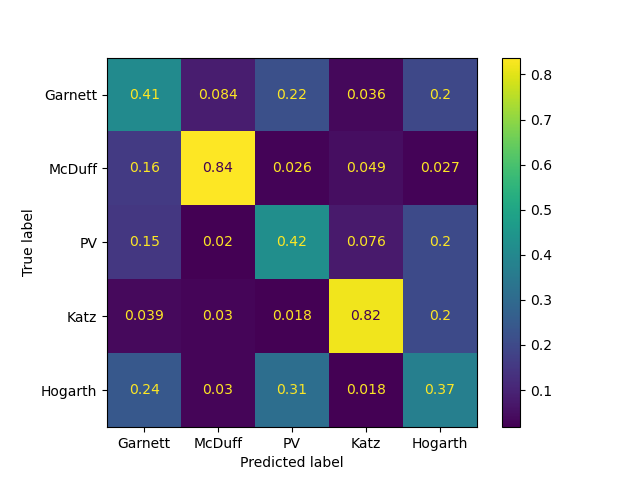 Garnett 0.41 0.084 0.22 0.036 0.2
McDuff 0.16 0.84 0.026 0.049 0.027
PV 0.15 0.02 0.42 0.076 0.2
Katz 0.039 0.03 0.018 0.82 0.2
Hogarth 0.24 0.03 0.31 0.018 0.37
Garnett McDuff PV Katz Hogarth
Predicted label
True label
0.8
0.7
0.6
0.5
0.4
0.3
0.2
0.1